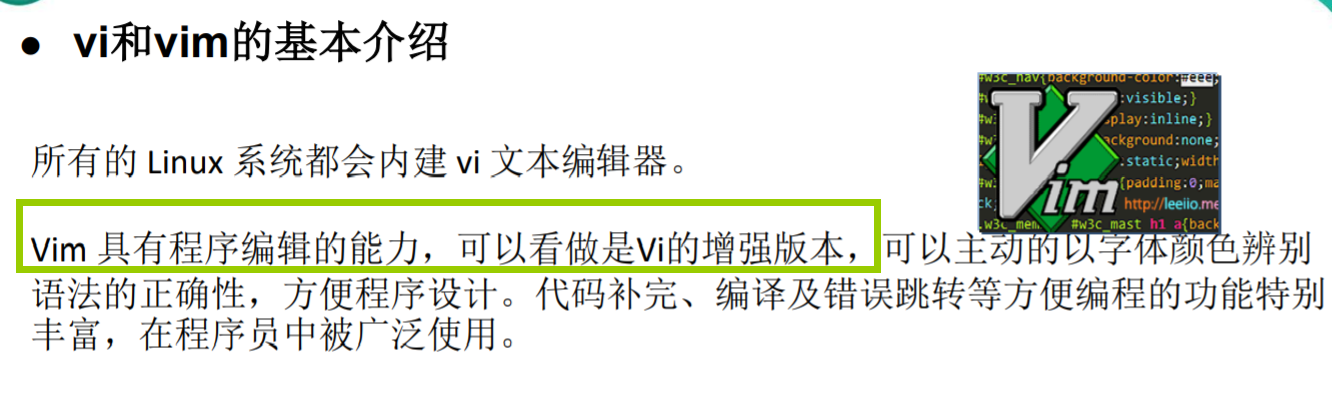 ● vi和vim的基本介绍
所有的 Linux 系统都会内建 vi 文本编辑器。
Vim 具有程序编辑的能力，可以看做是Vi的增强版本，可以主动的以字体颜色辨别
语法的正确性，方便程序设计。代码补完、编译及错误跳转等方便编程的功能特别
丰富，在程序员中被广泛使用。
#w3c_nav{background-color:#eee;
:visible;}
play:inline;}
ckground:none;
.static;width
{padding:0;ma
http://leeiio.me
#w3c_mast h1 a{back
Vim